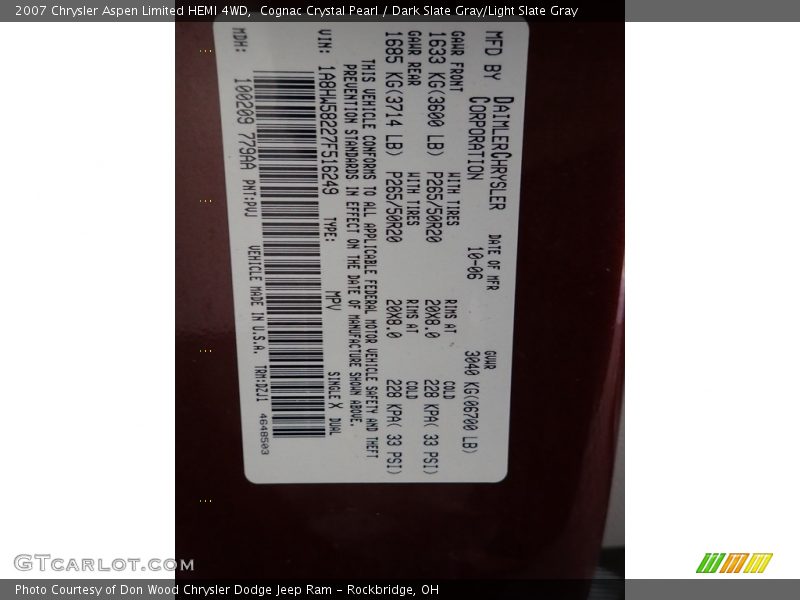 2007 Chrysler Aspen Limited HEMI 4WD,  Cognac Crystal Pearl / Dark Slate Gray/Light Slate Gray
MFD BY DAIMLERCHRYSLER CORPORATION
DATE OF MFR 10-06
GVWR 3040 KG(06700 LB)
GAWR FRONT WITH TIRES RIMS AT COLD
1633 KG(3600 LB) P265/50R20 20X8.0 228 KPA( 33 PSI)
GAWR REAR WITH TIRES RIMS AT COLD
1685 KG(3714 LB) P265/50R20 20X8.0 228 KPA( 33 PSI)
THIS VEHICLE CONFORMS TO ALL APPLICABLE FEDERAL MOTOR VEHICLE SAFETY AND THEFT
PREVENTION STANDARDS IN EFFECT ON THE DATE OF MANUFACTURE SHOWN ABOVE.
VIN: 1A8HW58227F516249 TYPE: MPV SINGLE X DUAL
MDH: 100209 779AA PNT:PVJ VEHICLE MADE IN U.S.A. TRM:DZJ1 4648503
GTCARLOT.COM
Photo Courtesy of Don Wood Chrysler Dodge Jeep Ram - Rockbridge, OH